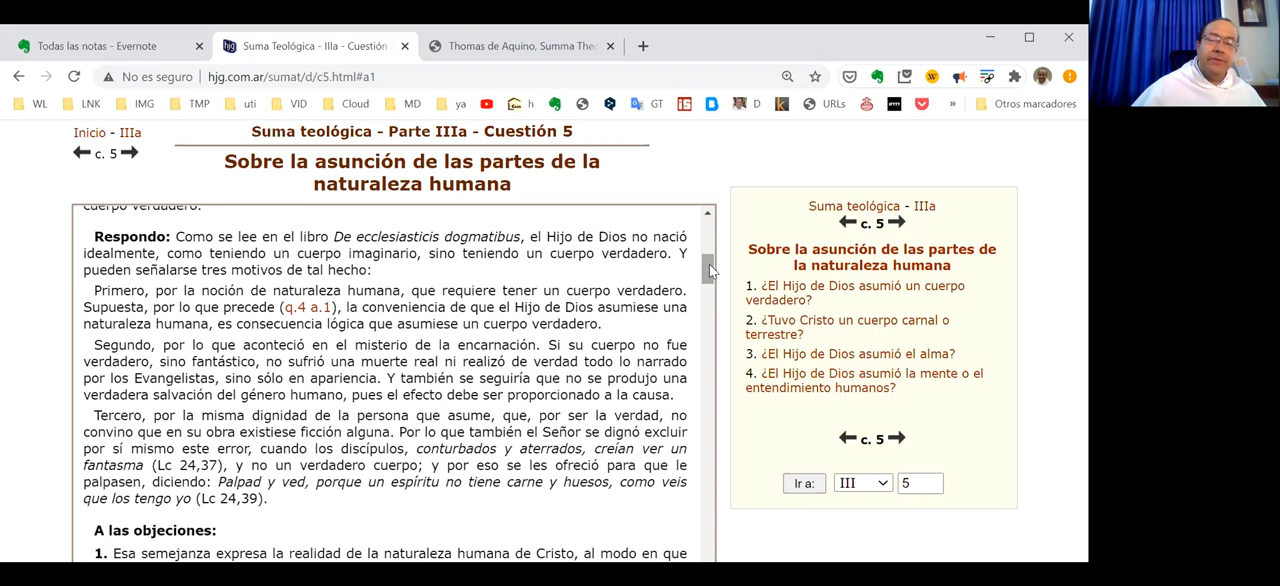 Todas las notas - Evernote
Suma Teológica - IIIa - Cuestión
Thomas de Aquino, Summa Theo
No es seguro
hjg.com.ar/sumat/d/c5.html#a1
WL LNK IMG TMP uti VID Cloud MD ya h GT D URLs » Otros marcadores
Inicio - IIIa
c. 5
Suma teológica - Parte IIIa - Cuestión 5
Sobre la asunción de las partes de la
naturaleza humana
cuerpo verdadero.
Respondo: Como se lee en el libro De ecclesiasticis dogmatibus, el Hijo de Dios no nació
idealmente, como teniendo un cuerpo imaginario, sino teniendo un cuerpo verdadero. Y
pueden señalarse tres motivos de tal hecho:
Primero, por la noción de naturaleza humana, que requiere tener un cuerpo verdadero.
Supuesta, por lo que precede (q.4 a.1), la conveniencia de que el Hijo de Dios asumiese una
naturaleza humana, es consecuencia lógica que asumiese un cuerpo verdadero.
Segundo, por lo que aconteció en el misterio de la encarnación. Si su cuerpo no fue
verdadero, sino fantástico, no sufrió una muerte real ni realizó de verdad todo lo narrado
por los Evangelistas, sino sólo en apariencia. Y también se seguiría que no se produjo una
verdadera salvación del género humano, pues el efecto debe ser proporcionado a la causa.
Tercero, por la misma dignidad de la persona que asume, que, por ser la verdad, no
convino que en su obra existiese ficción alguna. Por lo que también el Señor se dignó excluir
por sí mismo este error, cuando los discípulos, conturbados y aterrados, creían ver un
fantasma (Lc 24,37), y no un verdadero cuerpo; y por eso se les ofreció para que le
palpasen, diciendo: Palpad y ved, porque un espíritu no tiene carne y huesos, como veis
que los tengo yo (Lc 24,39).
A las objeciones:
1. Esa semejanza expresa la realidad de la naturaleza humana de Cristo, al modo en que
Suma teológica - IIIa
c. 5
Sobre la asunción de las partes de
la naturaleza humana
1. ¿El Hijo de Dios asumió un cuerpo
verdadero?
2. ¿Tuvo Cristo un cuerpo carnal o
terrestre?
3. ¿El Hijo de Dios asumió el alma?
4. ¿El Hijo de Dios asumió la mente o el
entendimiento humanos?
c. 5
Ir a: III 5